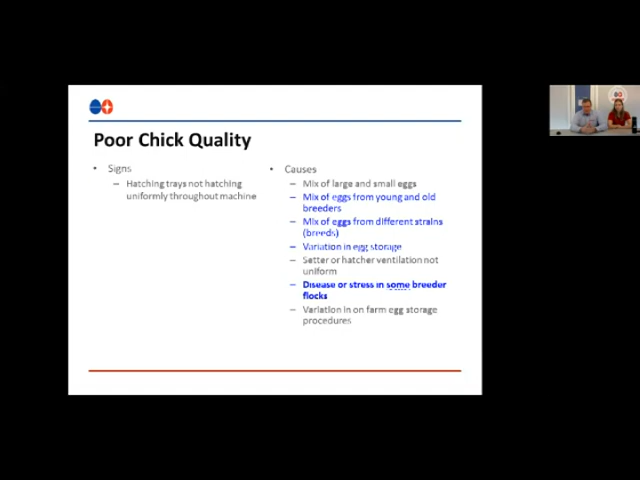 Poor Chick Quality
• Signs
– Hatching trays not hatching
uniformly throughout machine
• Causes
– Mix of large and small eggs
– Mix of eggs from young and old
breeders
– Mix of eggs from different strains
(breeds)
– Variation in egg storage
– Setter or hatcher ventilation not
uniform
– Disease or stress in some breeder
flocks
– Variation in on farm egg storage
procedures